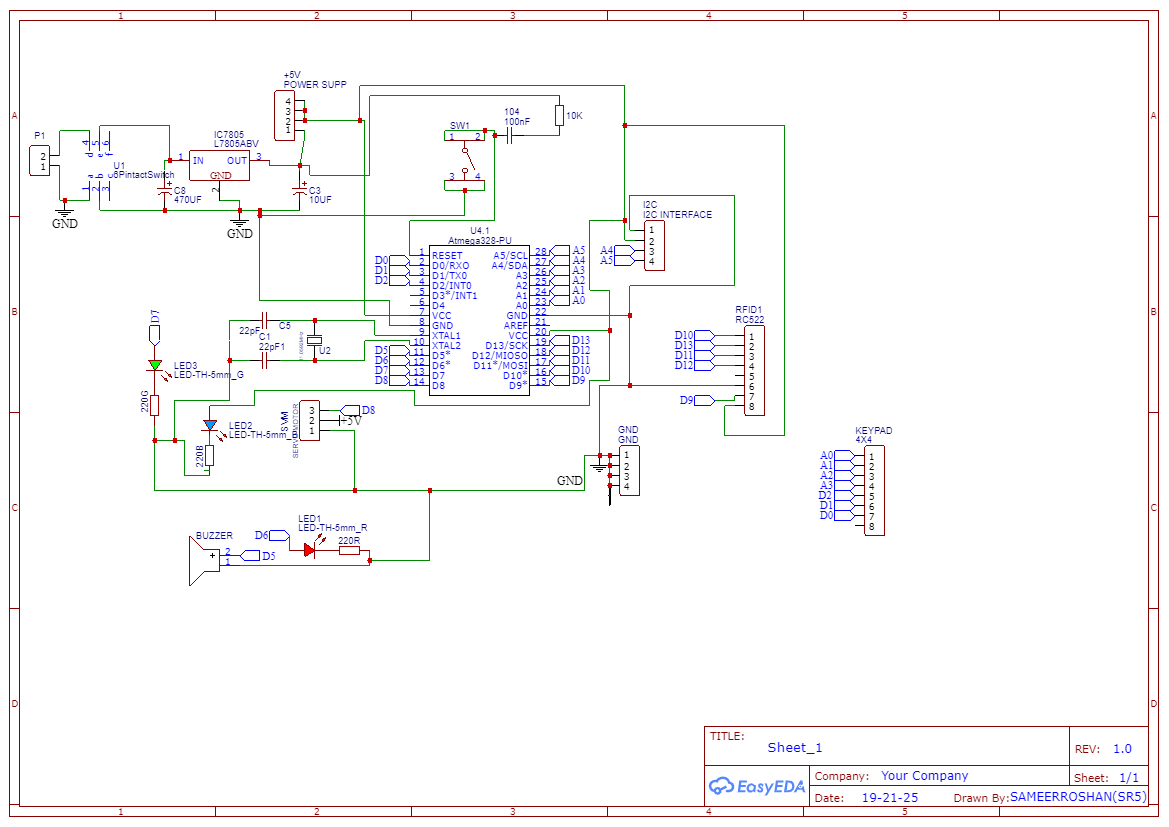 1 2 3 4 5
A A
B B
C C
D D
1 2 3 4 5
P1
2
1
GND
4 5 6
d e f
U1
6PintactSwitch
a b c
1 2 3
IC7805
L7805ABV
1 IN OUT 3
GND
2
+
C8
470UF
GND
+5V
POWER SUPP
4
3
2
1
+
C3
10UF
SW1
1 2
3 4
104
100nF
10K
U4.1
Atmega328-PU
D0
D1
D2
D5
D6
D7
D8
1 RESET
2 D0/RXO
3 D1/TX0
4 D2/INT0
5 D3*/INT1
6 D4
7 VCC
8 GND
9 XTAL1
10 XTAL2
11 D5*
12 D6*
13 D7
14 D8
A5/SCL 28 A5
A4/SDA 27 A4
A3 26 A3
A2 25 A2
A1 24 A1
A0 23 A0
GND 22
AREF 21
VCC 20
D13/SCK 19 D13
D12/MIOSO 18 D12
D11*/MOSI 17 D11
D10* 16 D10
D9* 15 D9
I2C
I2C INTERFACE
1
2
A4 3
A5 4
RFID1
RC522
D10 1
D13 2
D11 3
D12 4
5
6
D9 7
8
D7
LED3
LED-TH-5mm_G
220G
22pF
C5
C1
22pF1
U2
LED2
LED-TH-5mm_B
220B
SVM
SERVOMOTOR
3 D8
2 +5V
1
GND
GND
GND
1
2
3
4
KEYPAD
4X4
A0 1
A1 2
A2 3
A3 4
D2 5
D1 6
D0 7
8
BUZZER
+
2 D5
1
D6
LED1
LED-TH-5mm_R
220R
TITLE:
Sheet_1
REV: 1.0
EasyEDA
Company: Your Company
Sheet: 1/1
Date: 19-21-25
Drawn By: SAMEERROSHAN(SR5)